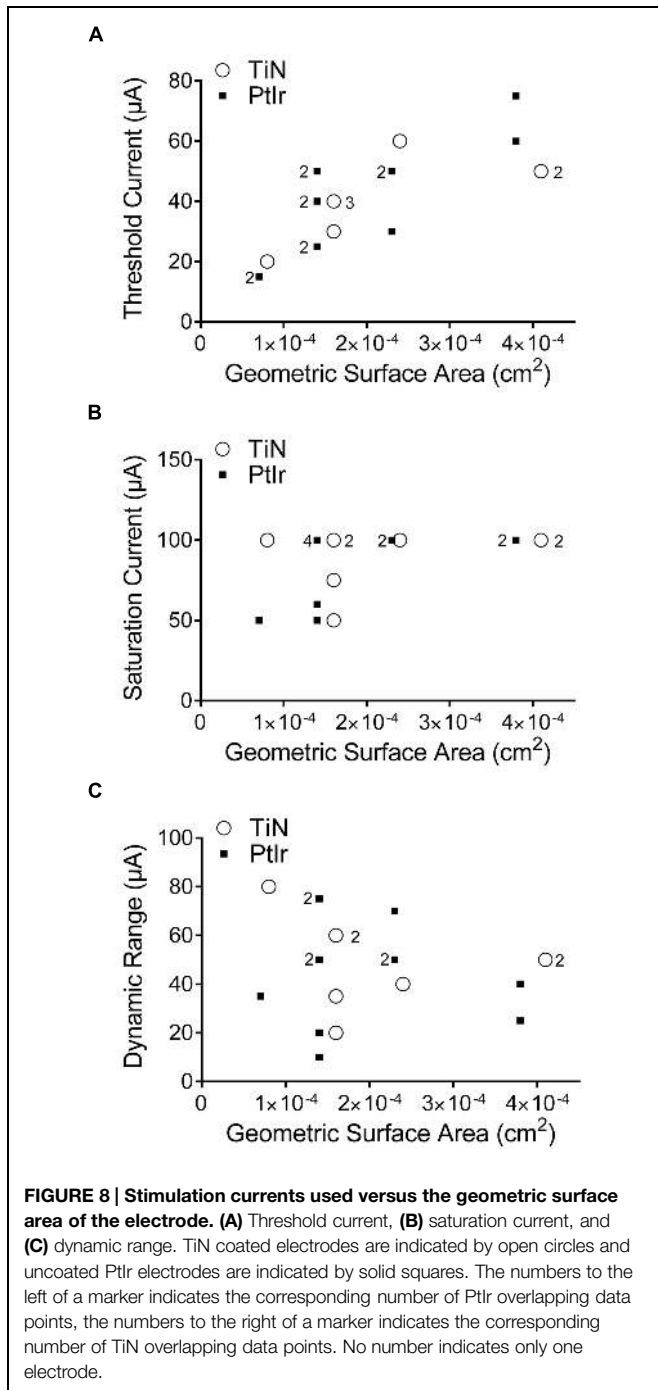 A
TiN
PtIr
80
60
40
20
0
2
2
2
2
2
3
2
Threshold Current (µA)
0 1×10⁻⁴ 2×10⁻⁴ 3×10⁻⁴ 4×10⁻⁴
Geometric Surface Area (cm²)
B
TiN
PtIr
150
100
50
0
4
2
2
2
2
Saturation Current (µA)
0 1×10⁻⁴ 2×10⁻⁴ 3×10⁻⁴ 4×10⁻⁴
Geometric Surface Area (cm²)
C
TiN
PtIr
100
80
60
40
20
0
2
2
2
2
2
Dynamic Range (µA)
0 1×10⁻⁴ 2×10⁻⁴ 3×10⁻⁴ 4×10⁻⁴
Geometric Surface Area (cm²)
FIGURE 8 | Stimulation currents used versus the geometric surface
area of the electrode. (A) Threshold current, (B) saturation current, and
(C) dynamic range. TiN coated electrodes are indicated by open circles and
uncoated PtIr electrodes are indicated by solid squares. The numbers to the
left of a marker indicates the corresponding number of PtIr overlapping data
points, the numbers to the right of a marker indicates the corresponding
number of TiN overlapping data points. No number indicates only one
electrode.